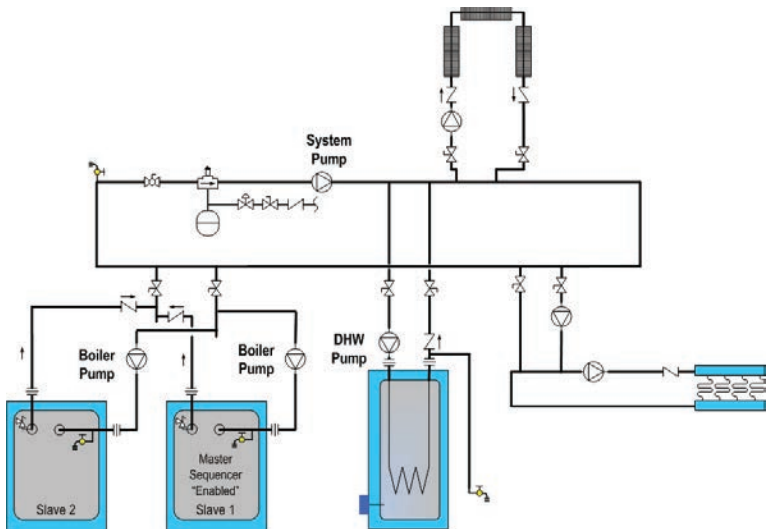 System
Pump
Boiler
Pump
Boiler
Pump
DHW
Pump
Slave 2
Master
Sequencer
"Enabled"
Slave 1